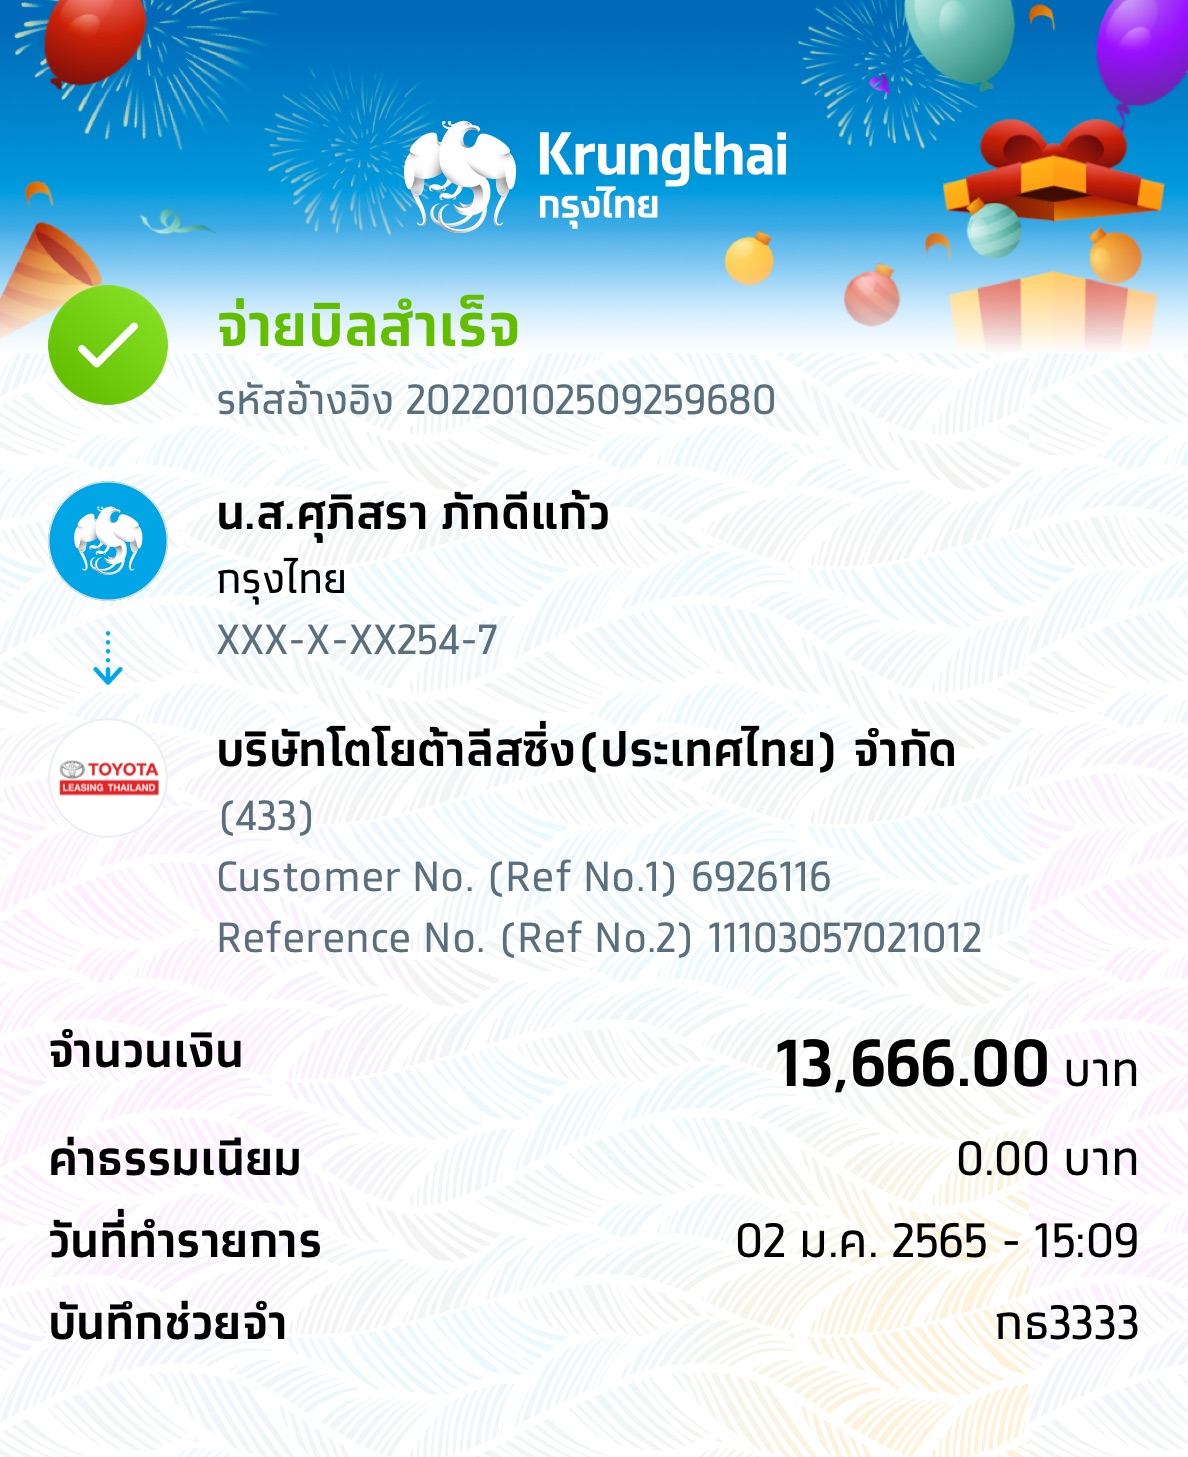 Krungthai
กรุงไทย
จ่ายบิลสำเร็จ
รหัสอ้างอิง 20220102509259680
น.ส.ศุภิสรา ภักดีแก้ว
กรุงไทย
XXX-X-XX254-7
TOYOTA
LEASING THAILAND
บริษัทโตโยต้าลีสซิ่ง(ประเทศไทย) จำกัด
(433)
Customer No. (Ref No.1) 6926116
Reference No. (Ref No.2) 11103057021012
จำนวนเงิน 13,666.00 บาท
ค่าธรรมเนียม 0.00 บาท
วันที่ทำรายการ 02 ม.ค. 2565 - 15:09
บันทึกช่วยจำ กธ3333